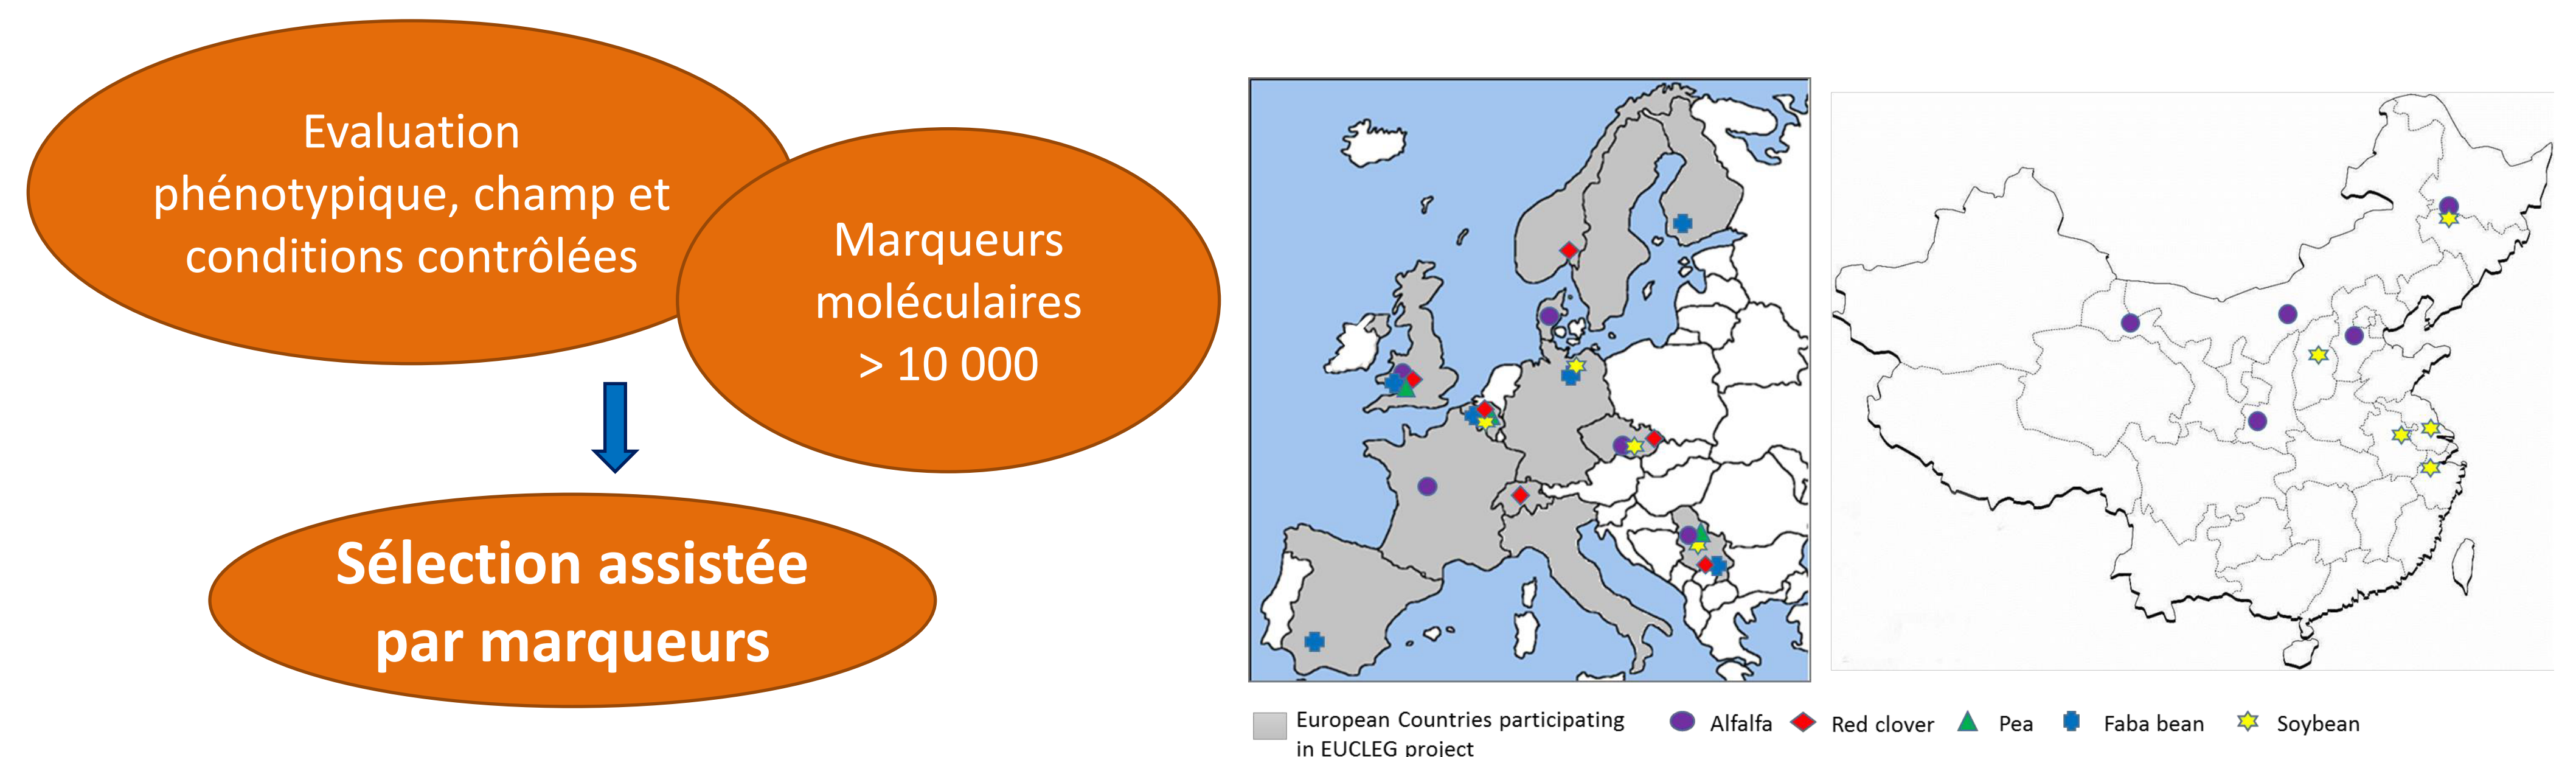 Evaluation
phénotypique, champ et
conditions contrôlées
Marqueurs
moléculaires
> 10 000
Sélection assistée
par marqueurs
European Countries participating
in EUCLEG project
Alfalfa
Red clover
Pea
Faba bean
Soybean